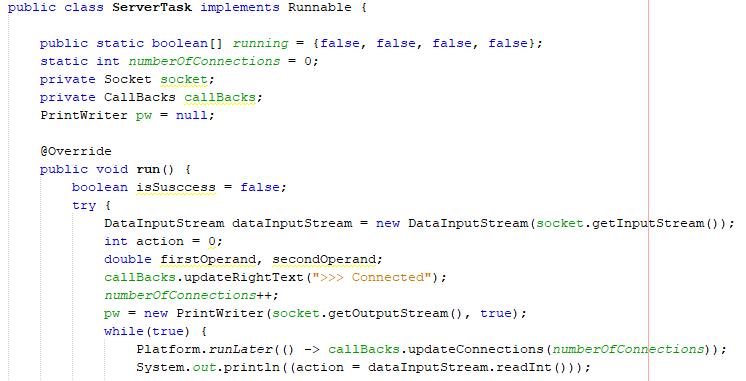 public class ServerTask implements Runnable {
public static boolean[] running = {false, false, false, false};
static int numberOfConnections = 0;
private Socket socket;
private CallBacks callBacks;
PrintWriter pw = null;
@Override
public void run() {
boolean isSusccess = false;
try {
DataInputStream dataInputStream = new DataInputStream(socket.getInputStream());
int action = 0;
double firstOperand, secondOperand;
callBacks.updateRightText(">>> Connected");
numberOfConnections++;
pw = new PrintWriter(socket.getOutputStream(), true);
while(true) {
Platform.runLater(() -> callBacks.updateConnections(numberOfConnections));
System.out.println((action = dataInputStream.readInt()));